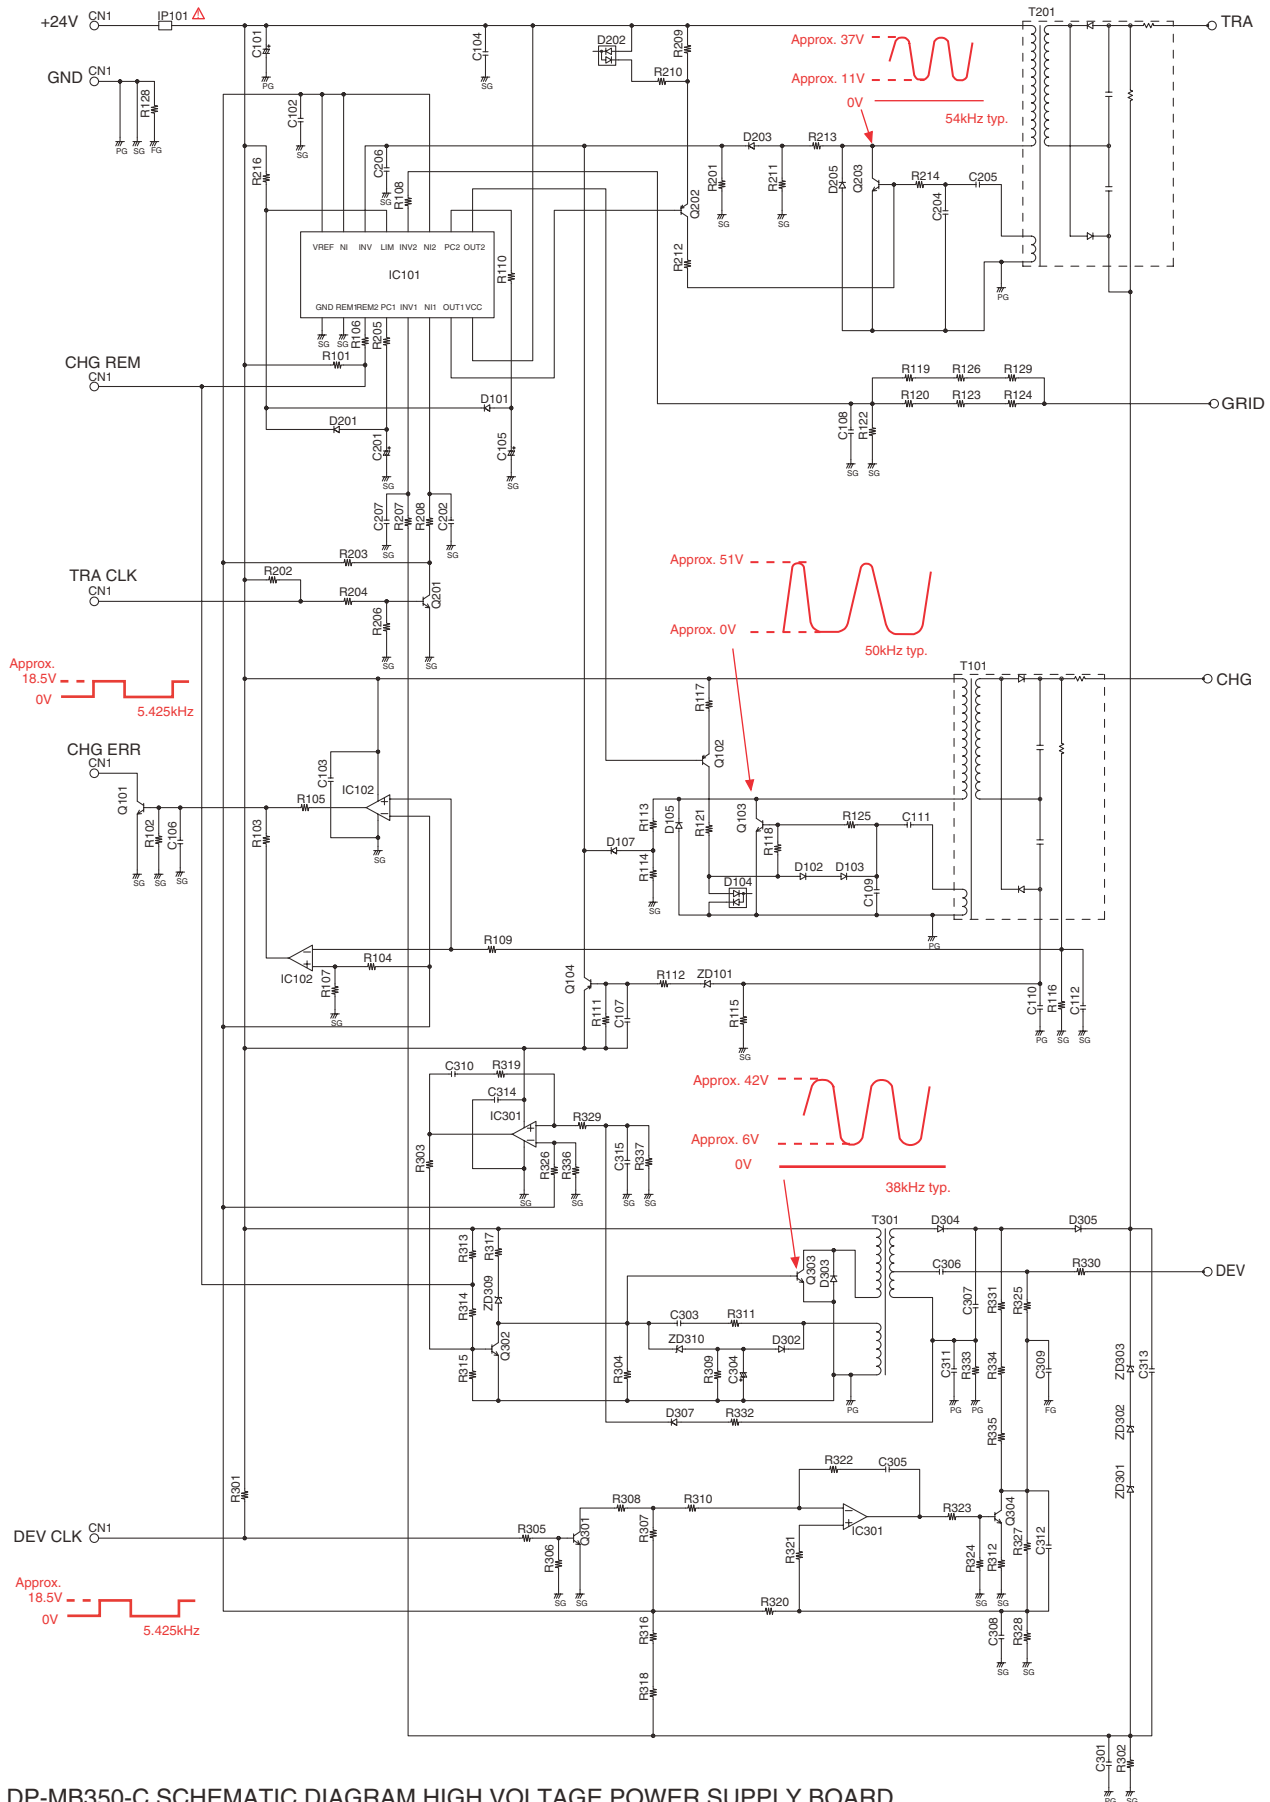 +24V CN1 IP101
GND CN1
R128
PG SG FG
C101
PG
C104
SG
D202
R209
R210
Approx. 37V
Approx. 11V
0V
54kHz typ.
T201
TRA
C102
SG
R216
C206
SG
R108
D203
R213
R201
SG
R211
SG
D205
Q203
R214
C205
C204
Q202
R212
PG
VREF NI INV LIM INV2 NI2 PC2 OUT2
IC101
GND REM1 REM2 PC1 INV1 NI1 OUT1 VCC
R110
SG SG
R106
R205
R101
CHG REM
CN1
D101
D201
C201
SG
C105
SG
R119 R126 R129
R120 R123 R124
GRID
C108
SG
R122
SG
C207
SG
R207
R208
C202
SG
R203
TRA CLK
CN1
R202
R204
R206
SG
Q201
SG
Approx.
18.5V
0V
5.425kHz
Approx. 51V
Approx. 0V
50kHz typ.
T101
CHG
CHG ERR
CN1
Q101
SG
R102
SG
C106
SG
R103
R105
C103
IC102
SG
R117
Q102
R113
D105
R121
Q103
R118
R125
C111
D107
R114
SG
D104
D102 D103
C109
PG
R109
R104
IC102
R107
SG
Q104
R112 ZD101
R111
C107
R115
SG
C110
PG
R116
SG
C112
SG
C310 R319
C314
IC301
R329
R303
SG
R326
R336
SG
C315
SG
R337
SG
Approx. 42V
Approx. 6V
0V
38kHz typ.
T301
D304
D305
R313
R317
Q303
D303
C306
R330
DEV
R314
ZD309
C307
R331
R325
C303 R311
ZD310
D302
R315
Q302
R304
R309
C304
PG
C311
PG
R333
PG
R334
C309
FG
ZD303
C313
D307 R332
R335
ZD302
R301
R322 C305
ZD301
DEV CLK CN1
R305
R306
SG
Q301
SG
R308
R307
R310
IC301
R321
R323
R324
SG
Q304
R312
SG
R327
C312
Approx.
18.5V
0V
5.425kHz
R320
R316
C308
SG
R328
SG
R318
C301
PG
R302
SG
DP-MB350-C SCHEMATIC DIAGRAM HIGH VOLTAGE POWER SUPPLY BOARD